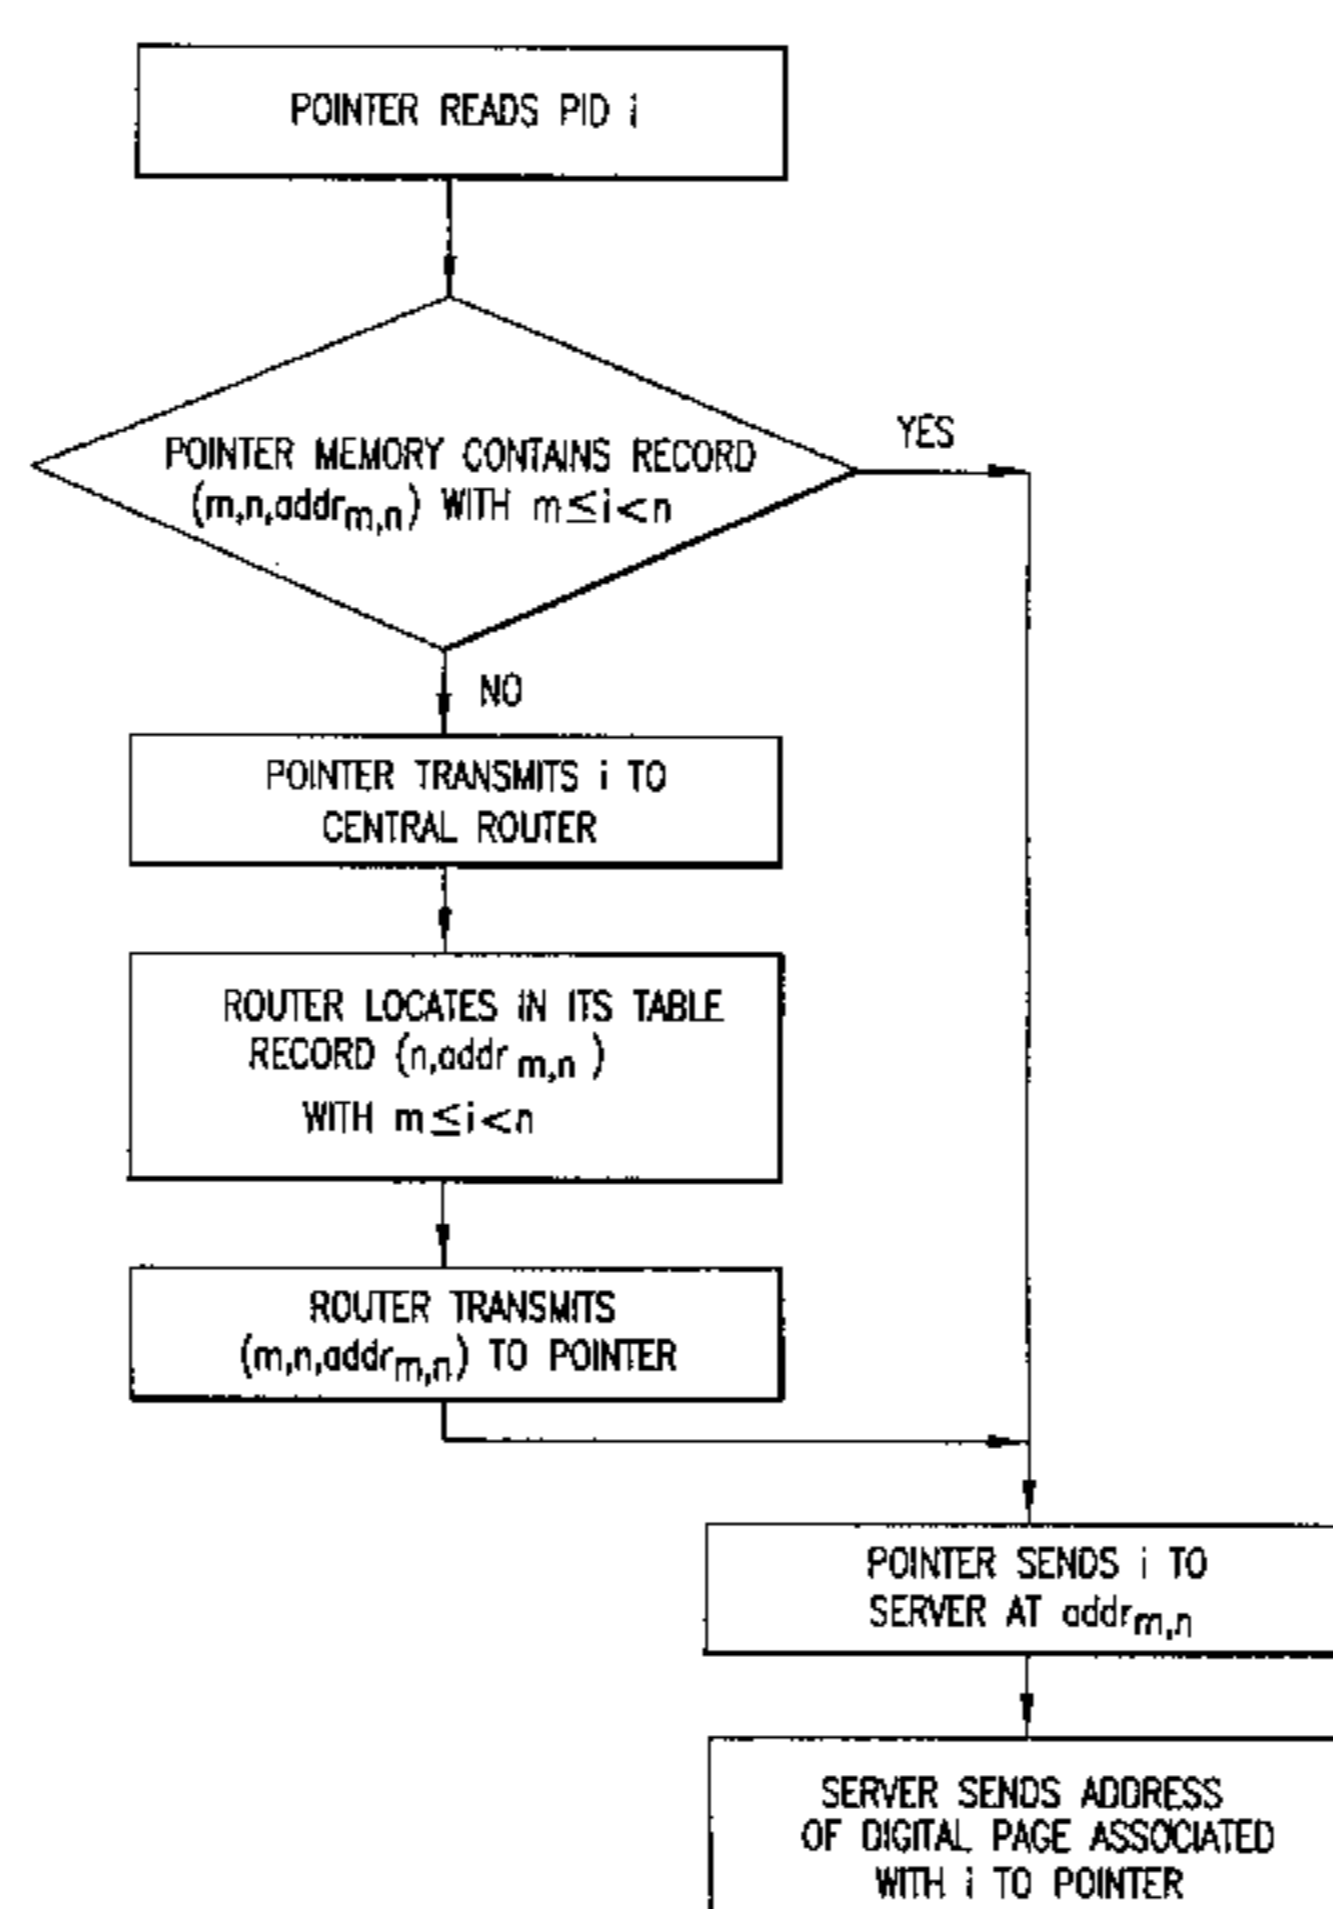 POINTER READS PID i
POINTER MEMORY CONTAINS RECORD
(m,n,addrm,n) WITH m≤i<n
YES
NO
POINTER TRANSMITS i TO
CENTRAL ROUTER
ROUTER LOCATES IN ITS TABLE
RECORD (n,addr m,n )
WITH m≤i<n
ROUTER TRANSMITS
(m,n,addrm,n) TO POINTER
POINTER SENDS i TO
SERVER AT addrm,n
SERVER SENDS ADDRESS
OF DIGITAL PAGE ASSOCIATED
WITH i TO POINTER